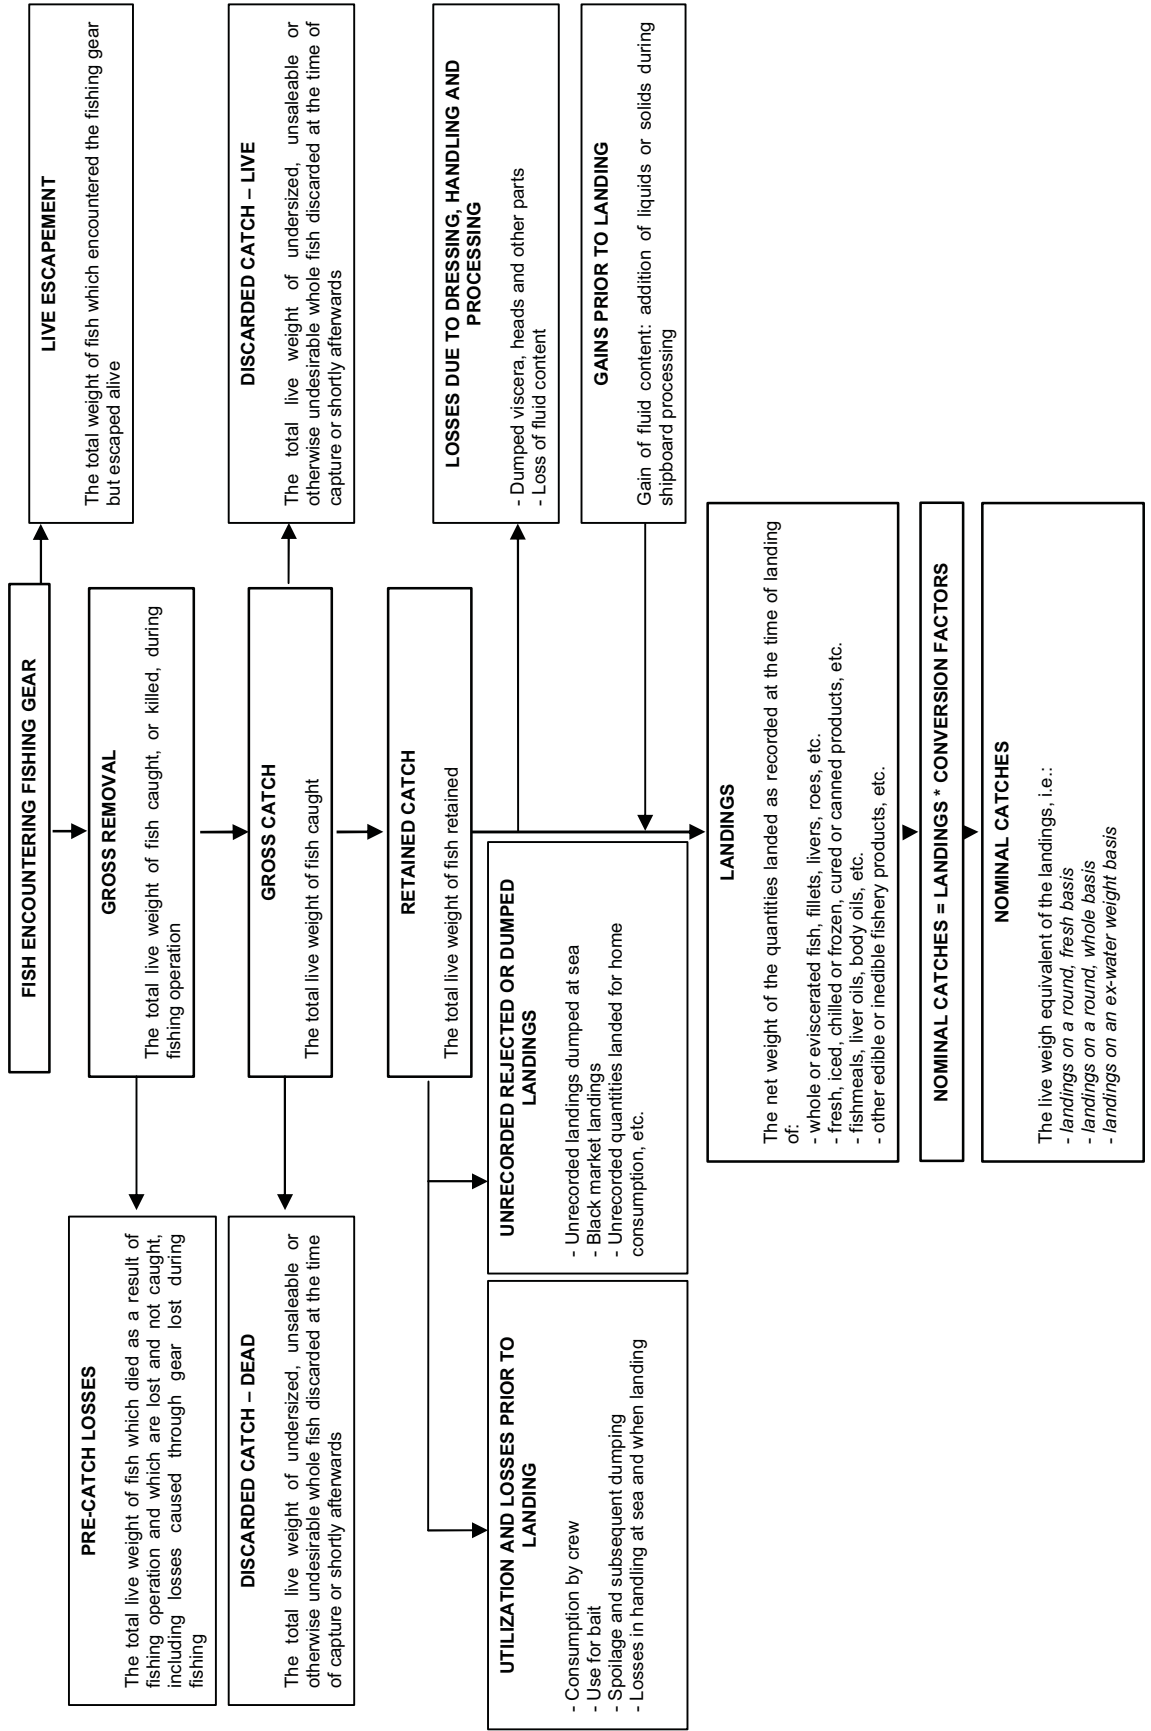 FISH ENCOUNTERING FISHING GEAR
LIVE ESCAPEMENT
The total weight of fish which encountered the fishing gear
but escaped alive
GROSS REMOVAL
The total live weight of fish caught, or killed, during
fishing operation
PRE-CATCH LOSSES
The total live weight of fish which died as a result of
fishing operation and which are lost and not caught,
including losses caused through gear lost during
fishing
GROSS CATCH
The total live weight of fish caught
DISCARDED CATCH – LIVE
The total live weight of undersized, unsaleable or
otherwise undesirable whole fish discarded at the time of
capture or shortly afterwards
DISCARDED CATCH – DEAD
The total live weight of undersized, unsaleable or
otherwise undesirable whole fish discarded at the time
of capture or shortly afterwards
RETAINED CATCH
The total live weight of fish retained
LOSSES DUE TO DRESSING, HANDLING AND
PROCESSING
- Dumped viscera, heads and other parts
- Loss of fluid content
UTILIZATION AND LOSSES PRIOR TO
LANDING
- Consumption by crew
- Use for bait
- Spoilage and subsequent dumping
- Losses in handling at sea and when landing
UNRECORDED REJECTED OR DUMPED
LANDINGS
- Unrecorded landings dumped at sea
- Black market landings
- Unrecorded quantities landed for home
consumption, etc.
GAINS PRIOR TO LANDING
Gain of fluid content: addition of liquids or solids during
shipboard processing
LANDINGS
The net weight of the quantities landed as recorded at the time of landing
of:
- whole or eviscerated fish, fillets, livers, roes, etc.
- fresh, iced, chilled or frozen, cured or canned products, etc.
- fishmeals, liver oils, body oils, etc.
- other edible or inedible fishery products, etc.
NOMINAL CATCHES = LANDINGS * CONVERSION FACTORS
NOMINAL CATCHES
The live weigh equivalent of the landings, i.e.:
- landings on a round, fresh basis
- landings on a round, whole basis
- landings on an ex-water weight basis